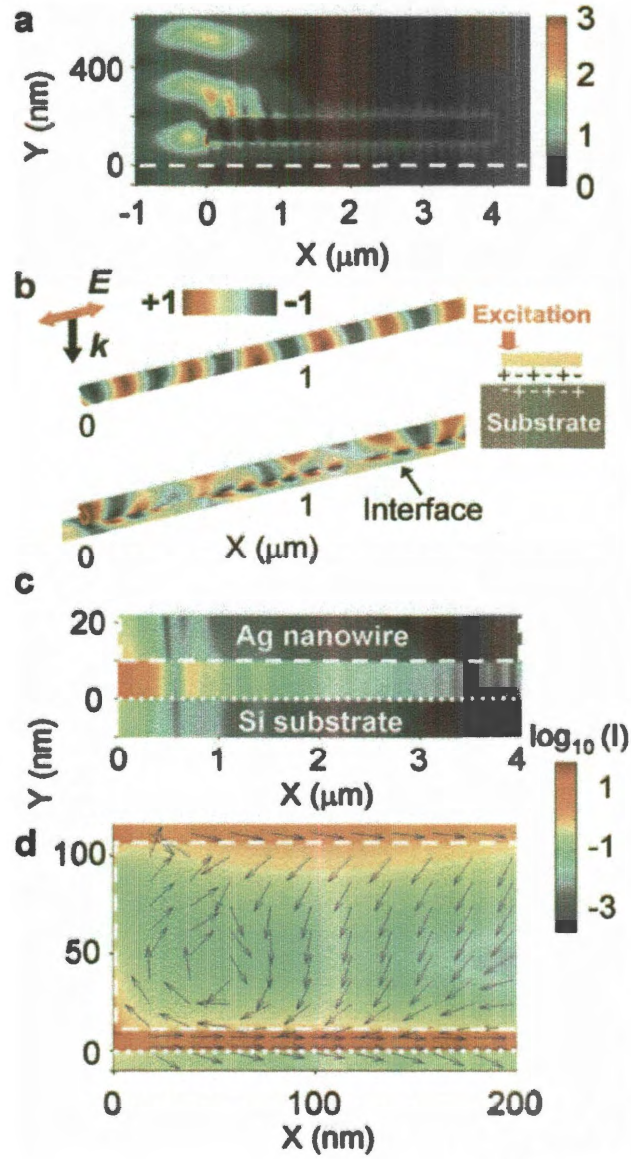 a
3
2
1
0
400
0
Y (nm)
-1 0 1 2 3 4
X (μm)
b
E
k
+1 -1
0 1
Excitation
+-+-+-
-+-+-+
Substrate
Interface
0 1
X (μm)
c
20
0
Ag nanowire
Si substrate
0 1 2 3 4
X (μm)
Y (nm)
log10 (I)
1
-1
-3
d
100
50
0
0 100 200
X (nm)